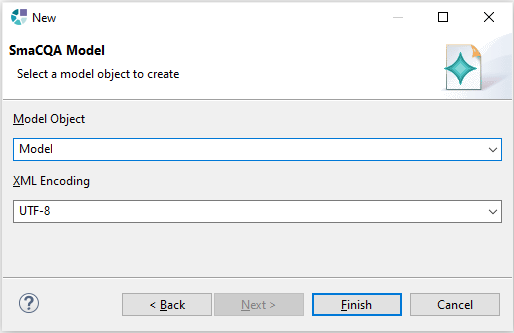 New
SmaCQA Model
Select a model object to create
Model Object
Model
XML Encoding
UTF-8
?
< Back
Next >
Finish
Cancel